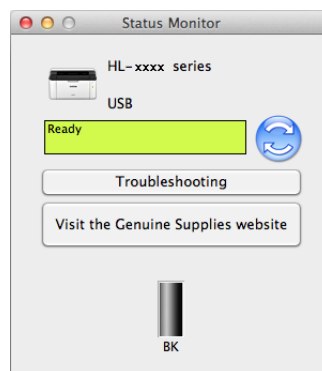 Status Monitor
HL-xxxx series
USB
Ready
Troubleshooting
Visit the Genuine Supplies website
BK